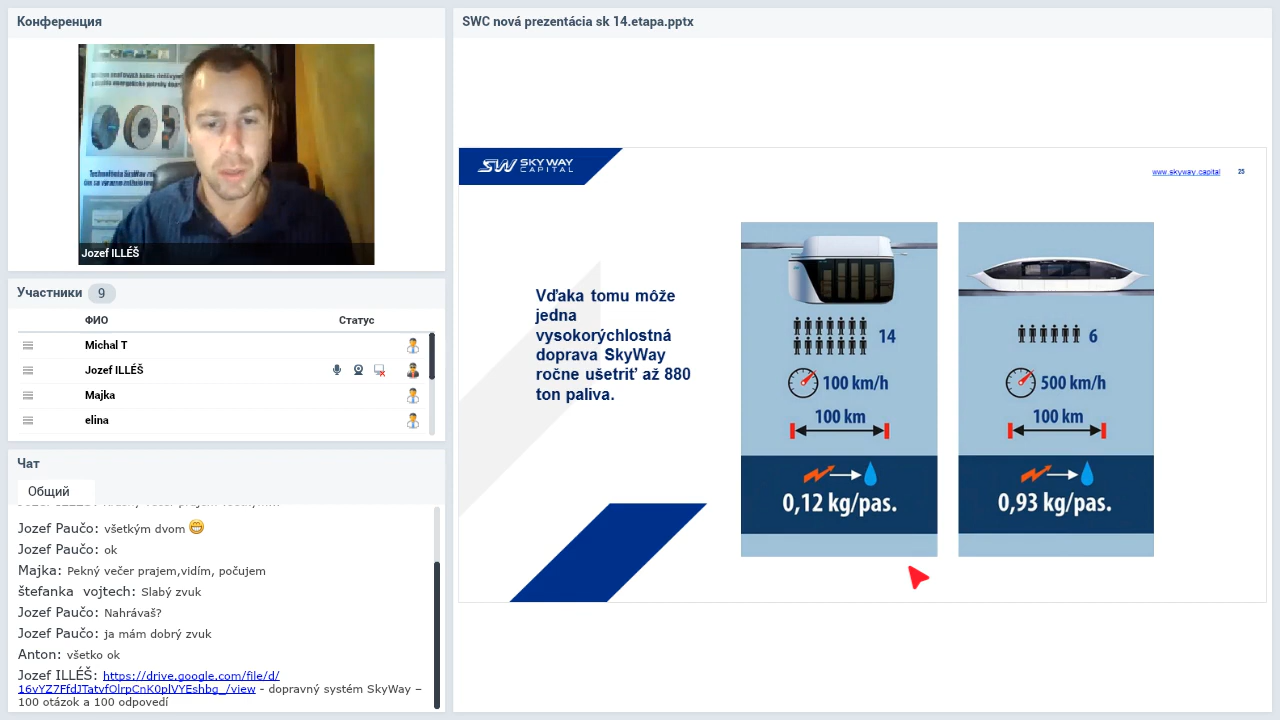 Конференция
Jozef ILLÉŠ
Участники 9
ФИО Статус
Michal T
Jozef ILLÉŠ
Majka
elina
Чат
Общий
Jozef Paučo: všetkým dvom
Jozef Paučo: ok
Majka: Pekný večer prajem,vidím, počujem
štefanka vojtech: Slabý zvuk
Jozef Paučo: Nahrávaš?
Jozef Paučo: ja mám dobrý zvuk
Anton: všetko ok
Jozef ILLÉŠ: https://drive.google.com/file/d/
16vYZ7FfdJTatvfOlrpCnK0plVYEshbg_/view - dopravný systém SkyWay –
100 otázok a 100 odpovedí
SWC nová prezentácia sk 14.etapa.pptx
SW SKY WAY
CAPITAL
www.skyway.capital 25
Vďaka tomu môže
jedna
vysokorýchlostná
doprava SkyWay
ročne ušetriť až 880
ton paliva.
14
100 km/h
100 km
0,12 kg/pas.
6
500 km/h
100 km
0,93 kg/pas.